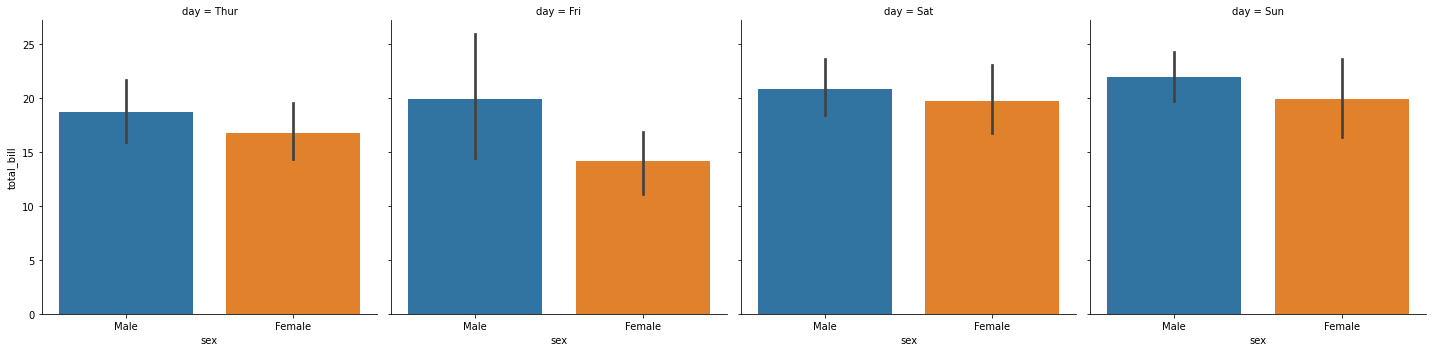 day = Thur
day = Fri
day = Sat
day = Sun
total_bill
25
20
15
10
5
0
Male
Female
Male
Female
Male
Female
Male
Female
sex
sex
sex
sex